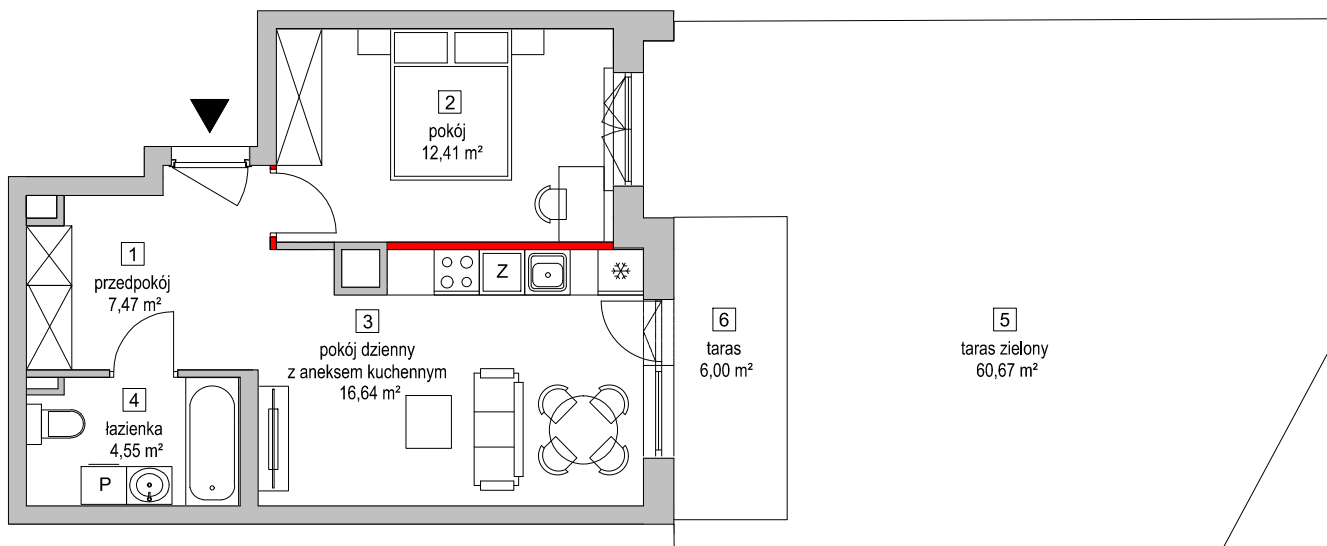 2
pokój
12,41 m²
1
przedpokój
7,47 m²
Z
3
pokój dzienny
z aneksem kuchennym
16,64 m²
6
taras
6,00 m²
5
taras zielony
60,67 m²
4
łazienka
4,55 m²
P